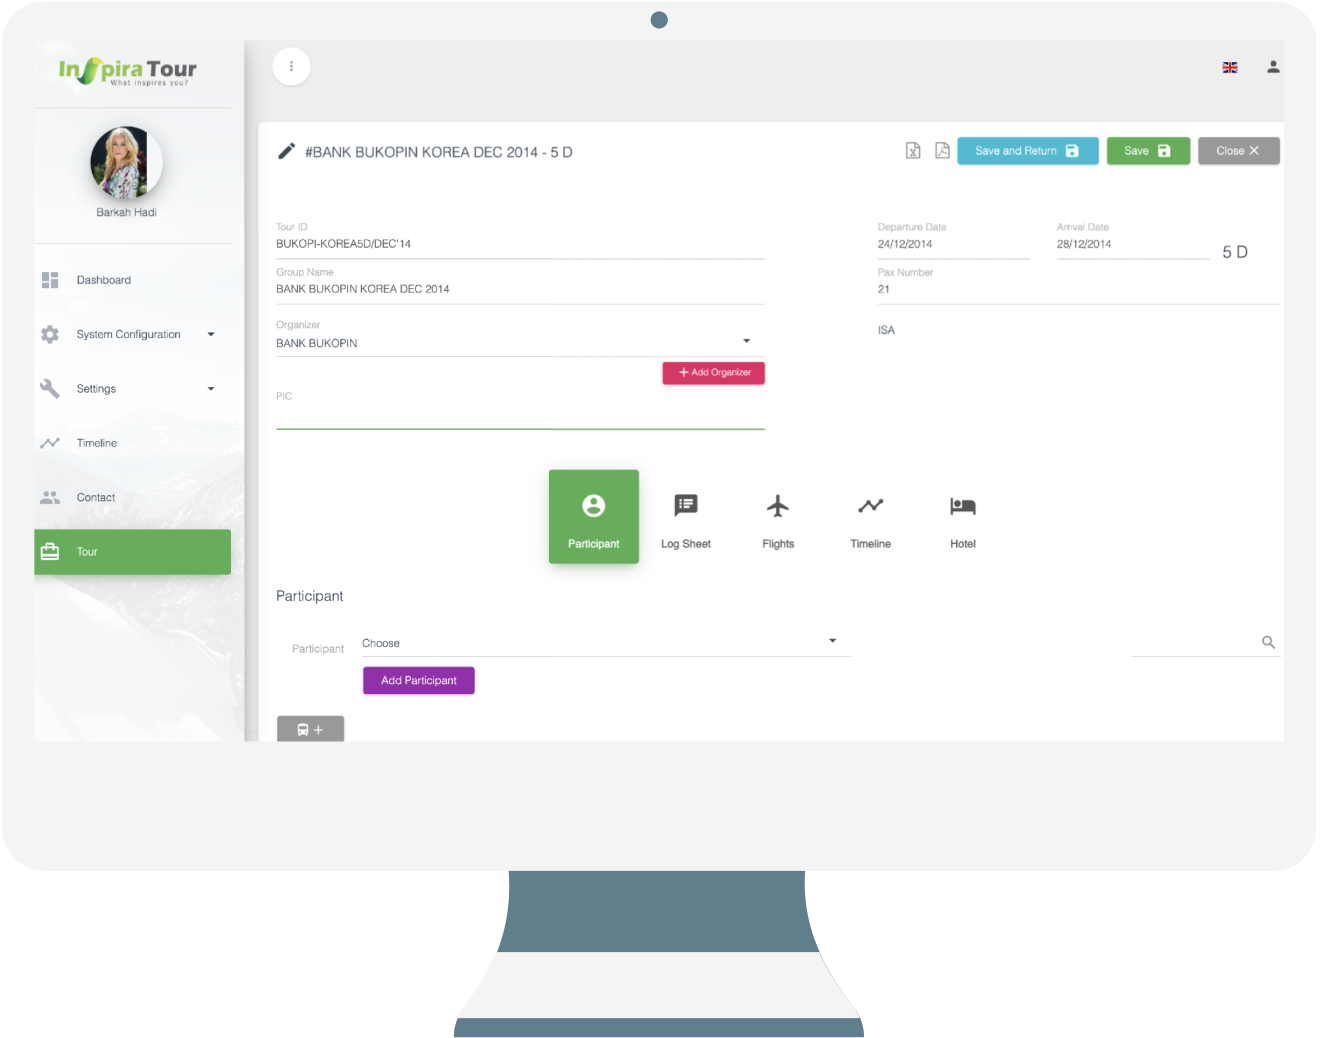 Inspira Tour
What inspires you?
Barkah Hadi
Dashboard
System Configuration
Settings
Timeline
Contact
Tour
#BANK BUKOPIN KOREA DEC 2014 - 5 D
Save and Return
Save
Close
Tour ID
BUKOPI-KOREA5D/DEC'14
Group Name
BANK BUKOPIN KOREA DEC 2014
Organizer
BANK BUKOPIN
+ Add Organizer
PIC
Departure Date
24/12/2014
Arrival Date
28/12/2014
5 D
Pax Number
21
ISA
Participant
Log Sheet
Flights
Timeline
Hotel
Participant
Participant
Choose
Add Participant